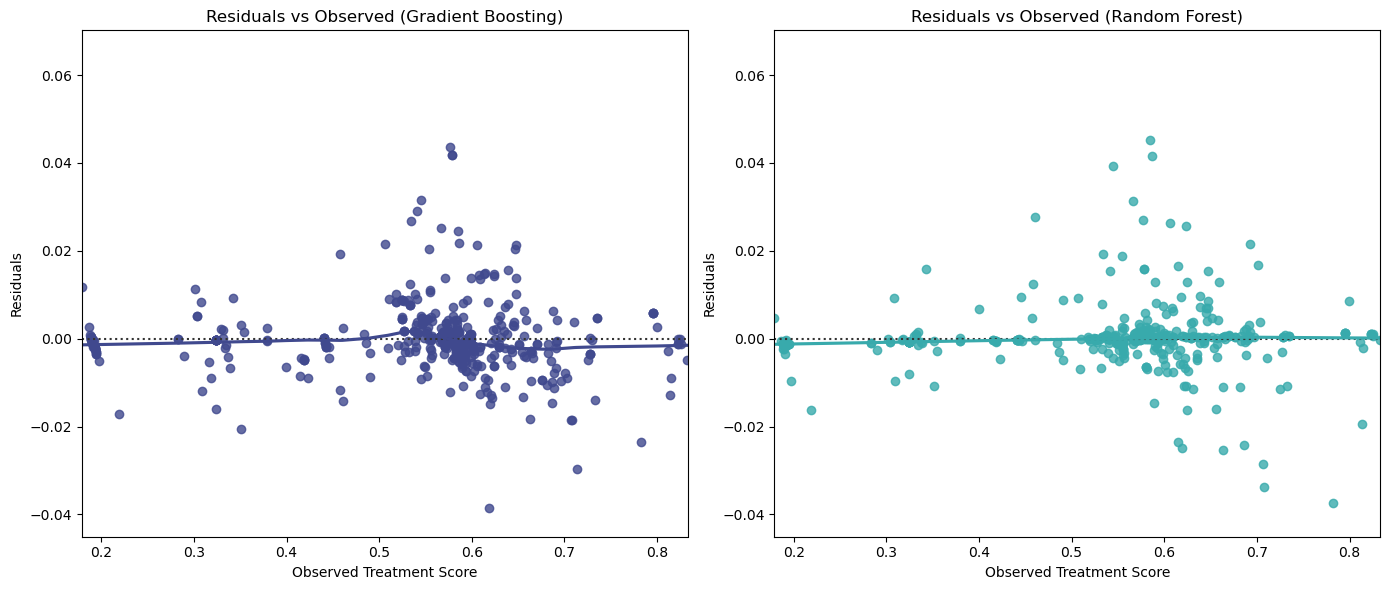 Residuals vs Observed (Gradient Boosting)
0.06
0.04
0.02
0.00
−0.02
−0.04
Residuals
0.2 0.3 0.4 0.5 0.6 0.7 0.8
Observed Treatment Score
Residuals vs Observed (Random Forest)
0.06
0.04
0.02
0.00
−0.02
−0.04
Residuals
0.2 0.3 0.4 0.5 0.6 0.7 0.8
Observed Treatment Score